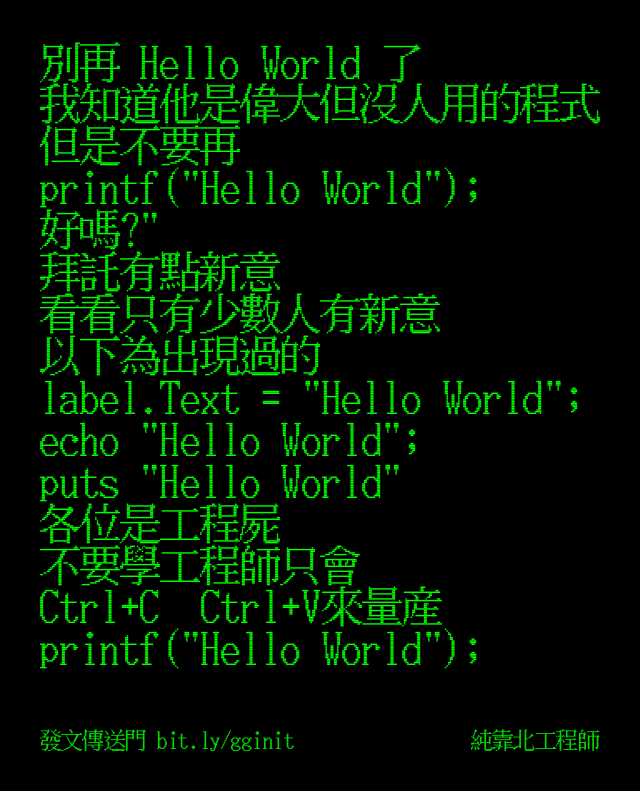 別再 Hello World 了
我知道他是偉大但沒人用的程式
但是不要再
printf("Hello World");
好嗎?"
拜託有點新意
看看只有少數人有新意
以下為出現過的
label.Text = "Hello World";
echo "Hello World";
puts "Hello World"
各位是工程屍
不要學工程師只會
Ctrl+C  Ctrl+V來量産
printf("Hello World");
發文傳送門 bit.ly/gginit
純靠北工程師